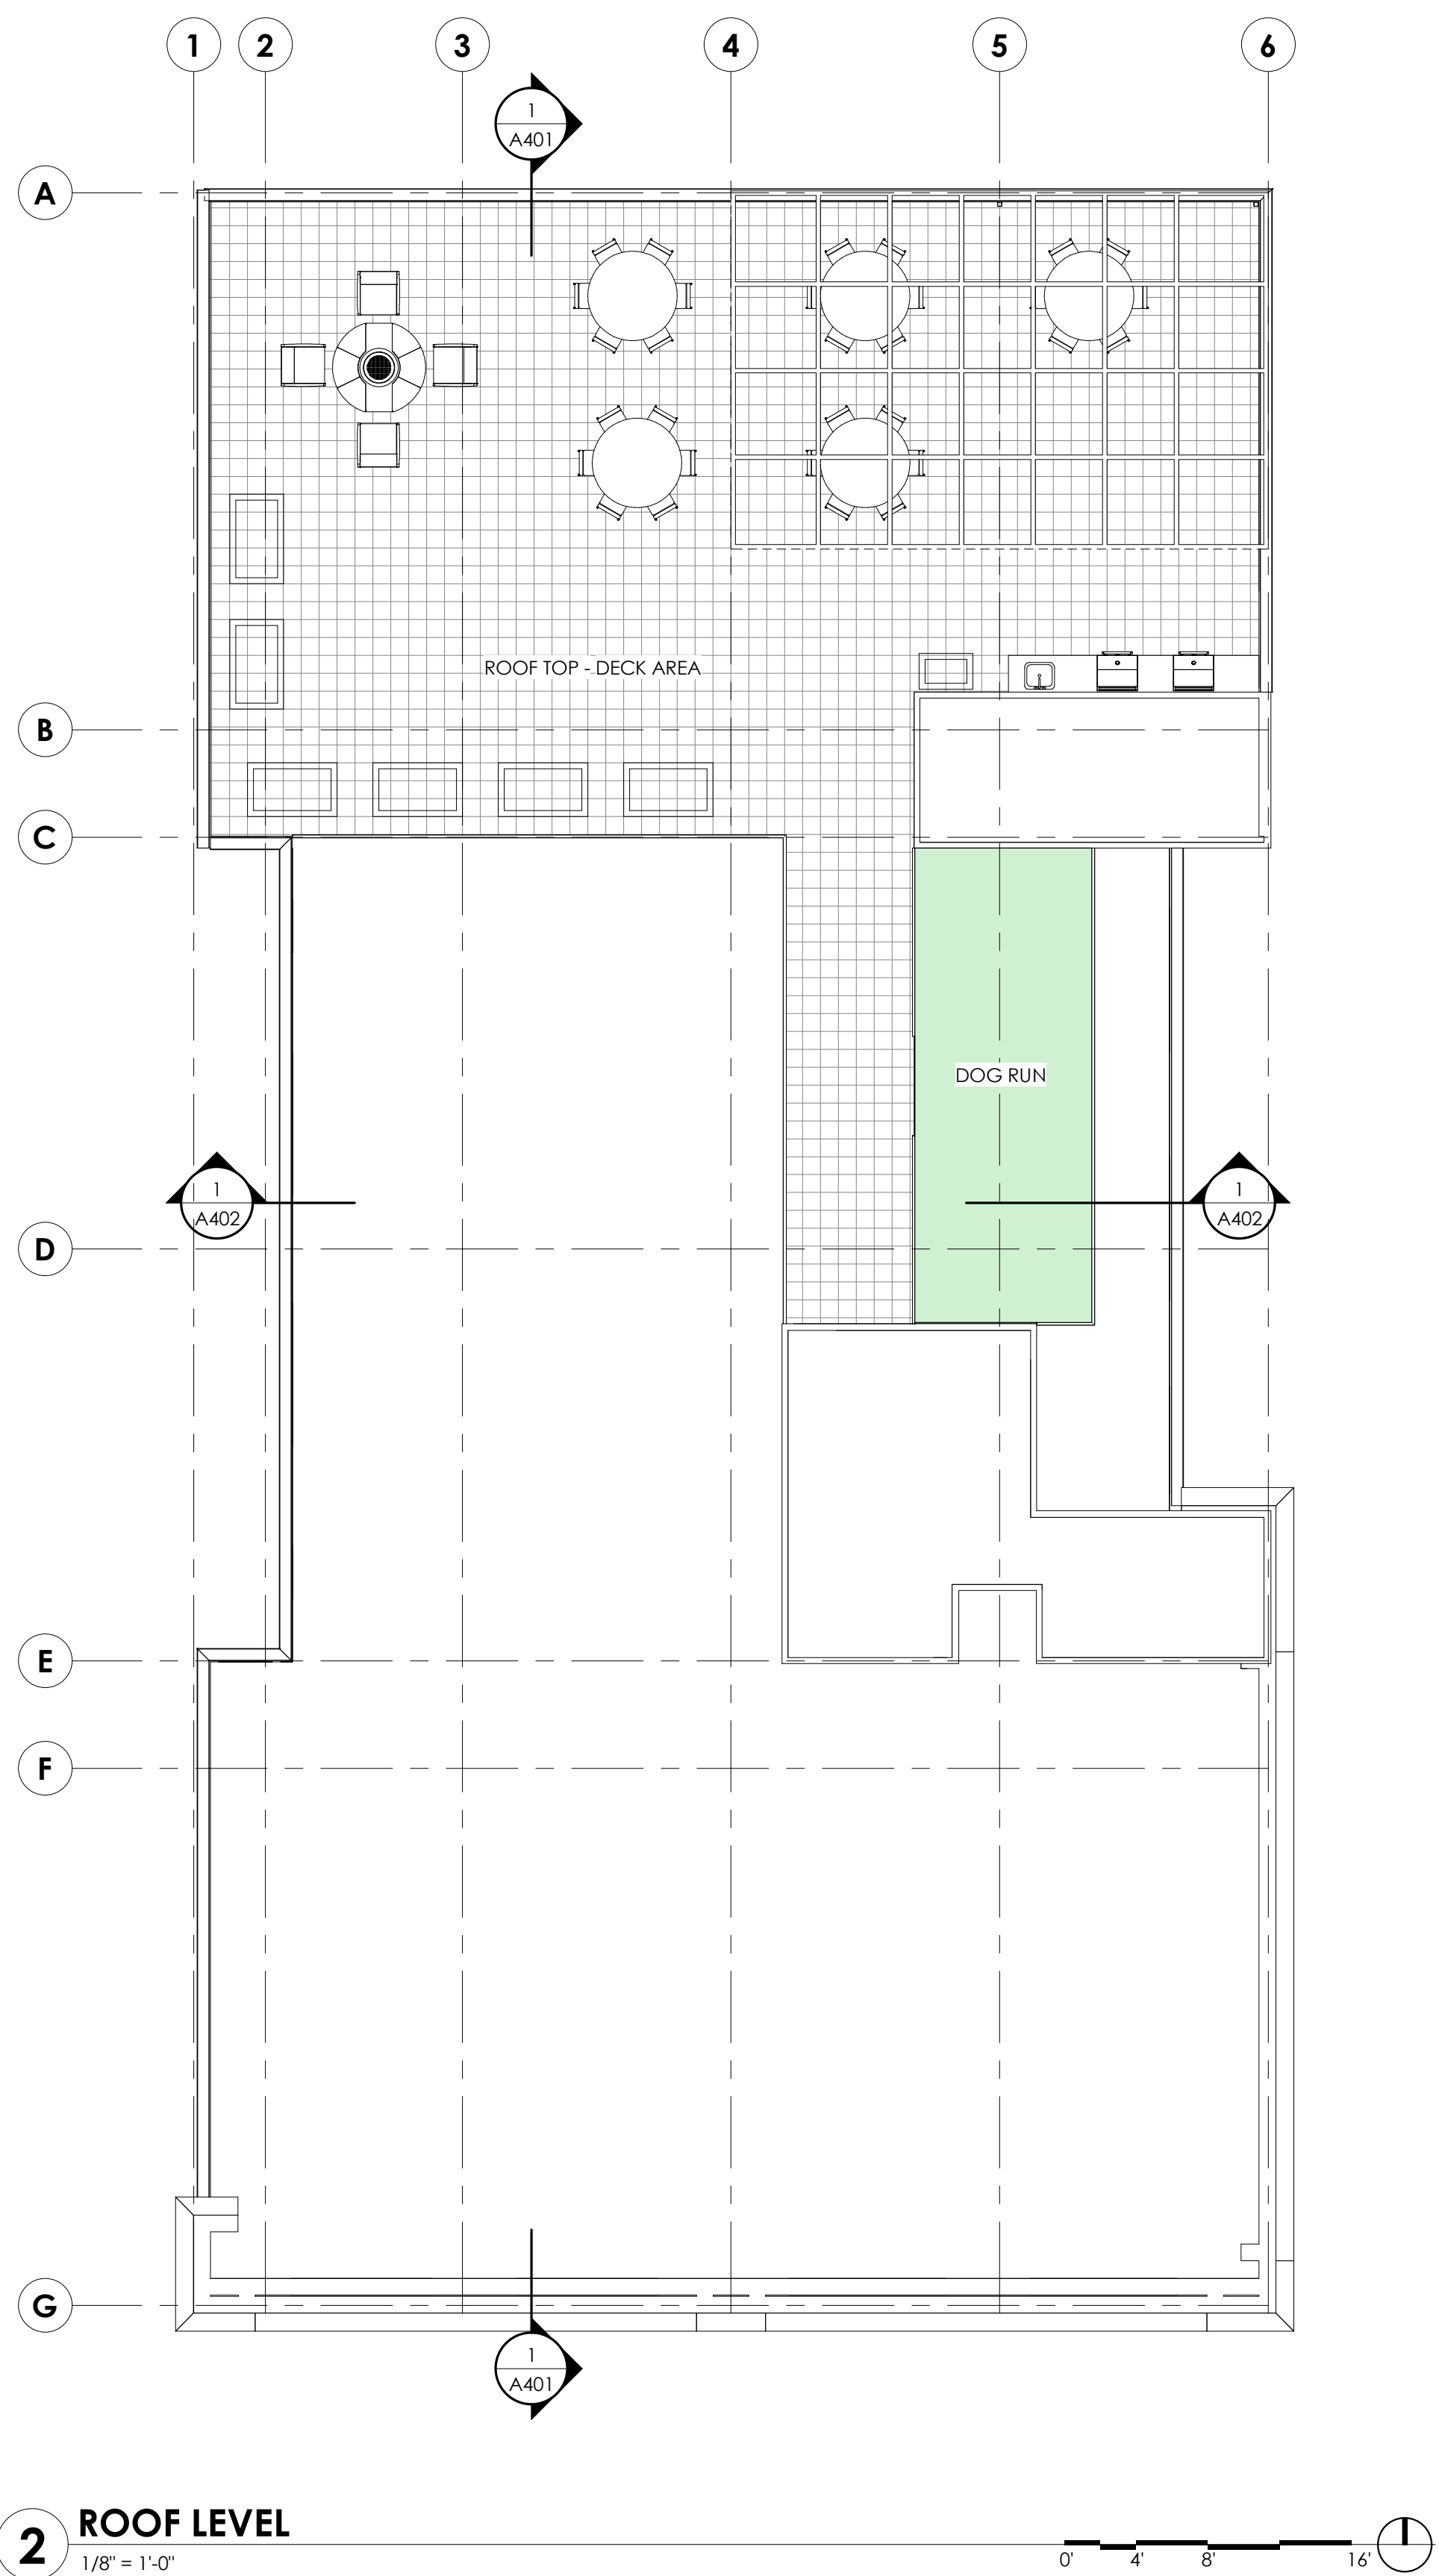 1 2 3 4 5 6
1
A401
A
ROOF TOP - DECK AREA
B
C
DOG RUN
1
A402
1
A402
D
E
F
G
1
A401
2
ROOF LEVEL
1/8" = 1'-0"
0' 4' 8' 16'